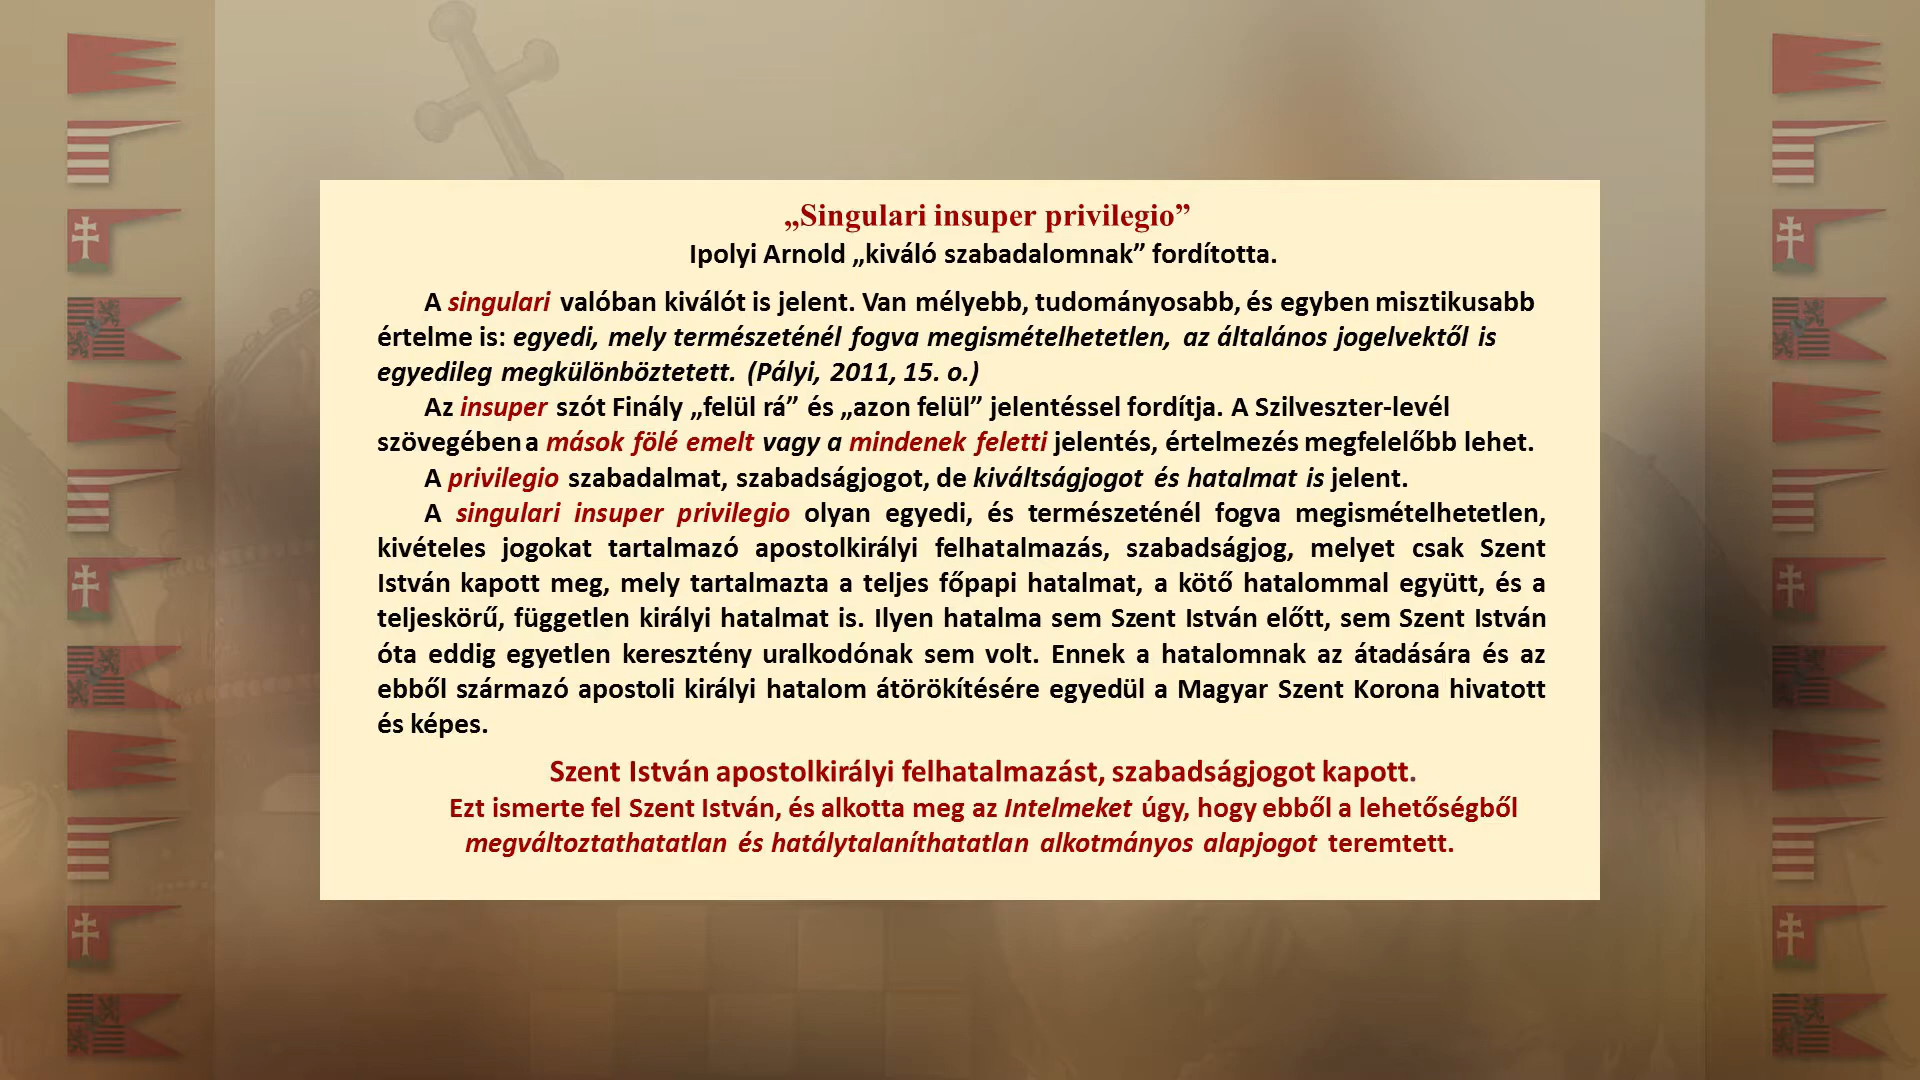 „Singulari insuper privilegio”
Ipolyi Arnold „kiváló szabadalomnak” fordította.
A singulari valóban kiválót is jelent. Van mélyebb, tudományosabb, és egyben misztikusabb
értelme is: egyedi, mely természeténél fogva megismételhetetlen, az általános jogelvektől is
egyedileg megkülönböztetett. (Pályi, 2011, 15. o.)
Az insuper szót Finály „felül rá” és „azon felül” jelentéssel fordítja. A Szilveszter-levél
szövegében a mások fölé emelt vagy a mindenek feletti jelentés, értelmezés megfelelőbb lehet.
A privilegio szabadalmat, szabadságjogot, de kiváltságjogot és hatalmat is jelent.
A singulari insuper privilegio olyan egyedi, és természeténél fogva megismételhetetlen,
kivételes jogokat tartalmazó apostolkirályi felhatalmazás, szabadságjog, melyet csak Szent
István kapott meg, mely tartalmazta a teljes főpapi hatalmat, a kötő hatalommal együtt, és a
teljeskörű, független királyi hatalmat is. Ilyen hatalma sem Szent István előtt, sem Szent István
óta eddig egyetlen keresztény uralkodónak sem volt. Ennek a hatalomnak az átadására és az
ebből származó apostoli királyi hatalom átörökítésére egyedül a Magyar Szent Korona hivatott
és képes.
Szent István apostolkirályi felhatalmazást, szabadságjogot kapott.
Ezt ismerte fel Szent István, és alkotta meg az Intelmeket úgy, hogy ebből a lehetőségből
megváltoztathatatlan és hatálytalaníthatatlan alkotmányos alapjogot teremtett.